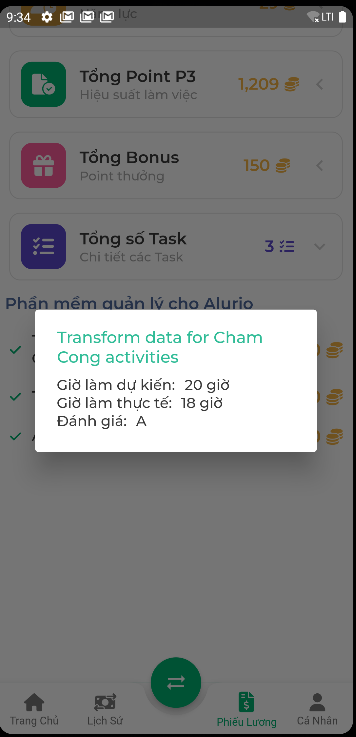 9:34
LTI
lực
Tổng Point P3
Hiệu suất làm việc
1,209
Tổng Bonus
Point thưởng
150
Tổng số Task
Chi tiết các Task
3
Phần mềm quản lý cho Alurio
Transform data for Cham
Cong activities
Giờ làm dự kiến: 20 giờ
Giờ làm thực tế: 18 giờ
Đánh giá: A
Trang Chủ
Lịch Sứ
Phiếu Lương
Cá Nhân